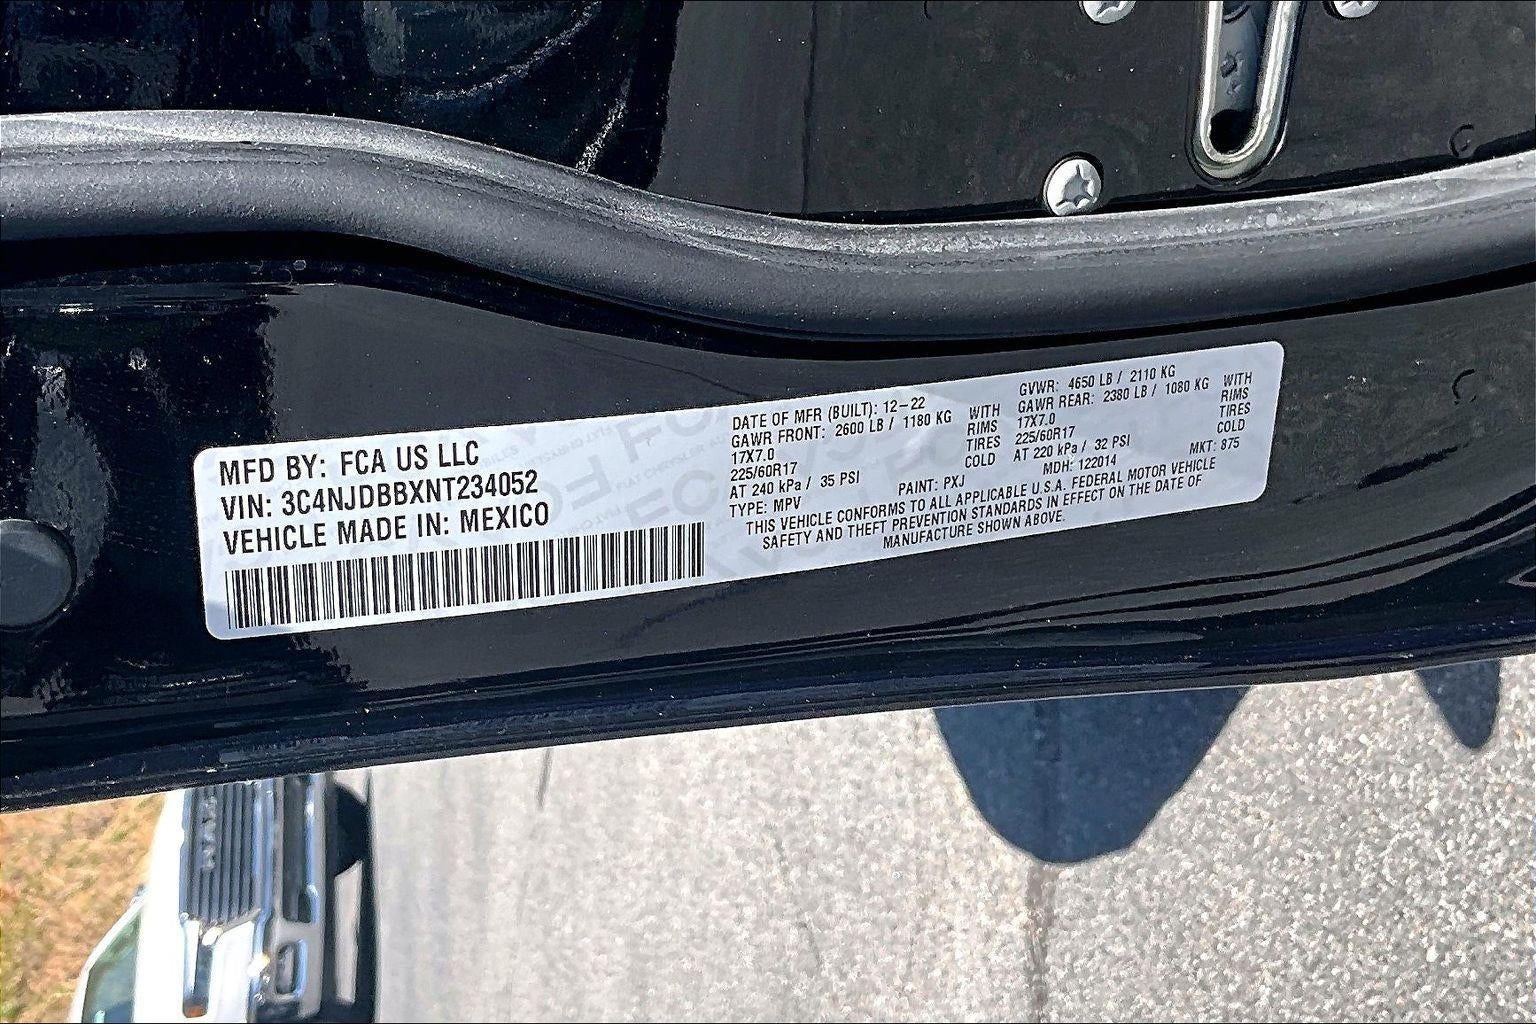 MFD BY: FCA US LLC
VIN: 3C4NJDBBXNT234052
VEHICLE MADE IN: MEXICO
DATE OF MFR (BUILT): 12-22
GAWR FRONT: 2600 LB / 1180 KG WITH
17X7.0 RIMS
225/60R17 TIRES
AT 240 kPa / 35 PSI COLD
TYPE: MPV PAINT: PXJ
GVWR: 4650 LB / 2110 KG
GAWR REAR: 2380 LB / 1080 KG WITH
17X7.0 RIMS
225/60R17 TIRES
AT 220 kPa / 32 PSI COLD
MDH: 122014 MKT: 875
THIS VEHICLE CONFORMS TO ALL APPLICABLE U.S.A. FEDERAL MOTOR VEHICLE
SAFETY AND THEFT PREVENTION STANDARDS IN EFFECT ON THE DATE OF
MANUFACTURE SHOWN ABOVE.